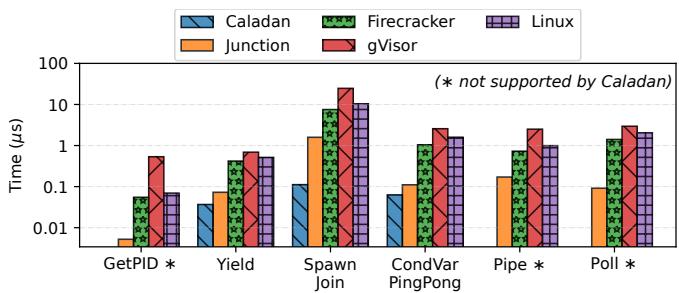 Caladan Firecracker Linux
Junction gVisor
(∗ not supported by Caladan)
Time (μs)
100
10
1
0.1
0.01
GetPID ∗ Yield Spawn CondVar Pipe ∗ Poll ∗
Join PingPong